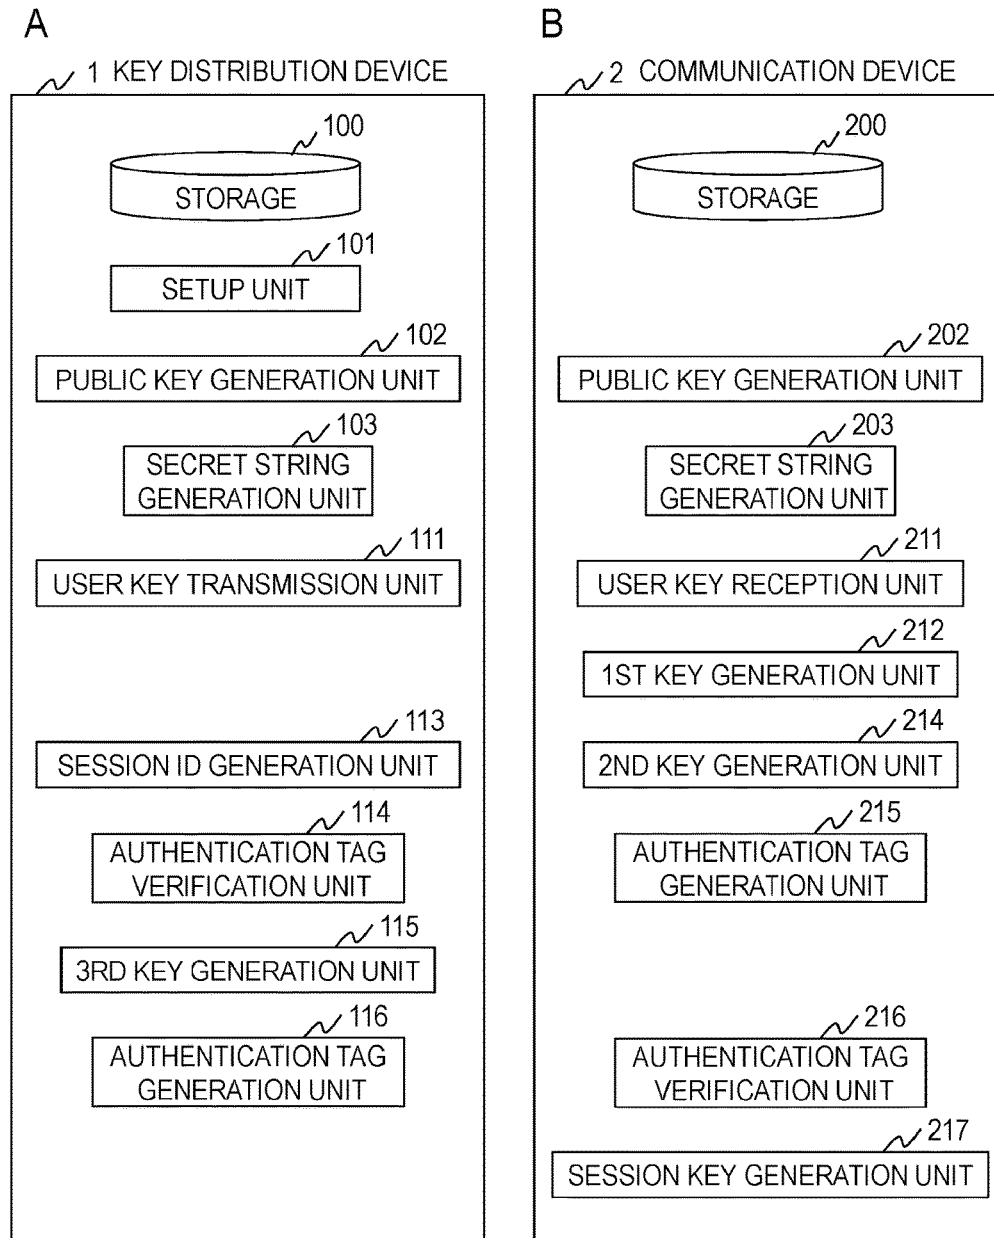 A
1 KEY DISTRIBUTION DEVICE
100
STORAGE
101
SETUP UNIT
102
PUBLIC KEY GENERATION UNIT
103
SECRET STRING
GENERATION UNIT
111
USER KEY TRANSMISSION UNIT
113
SESSION ID GENERATION UNIT
114
AUTHENTICATION TAG
VERIFICATION UNIT
115
3RD KEY GENERATION UNIT
116
AUTHENTICATION TAG
GENERATION UNIT
B
2 COMMUNICATION DEVICE
200
STORAGE
202
PUBLIC KEY GENERATION UNIT
203
SECRET STRING
GENERATION UNIT
211
USER KEY RECEPTION UNIT
212
1ST KEY GENERATION UNIT
214
2ND KEY GENERATION UNIT
215
AUTHENTICATION TAG
GENERATION UNIT
216
AUTHENTICATION TAG
VERIFICATION UNIT
217
SESSION KEY GENERATION UNIT